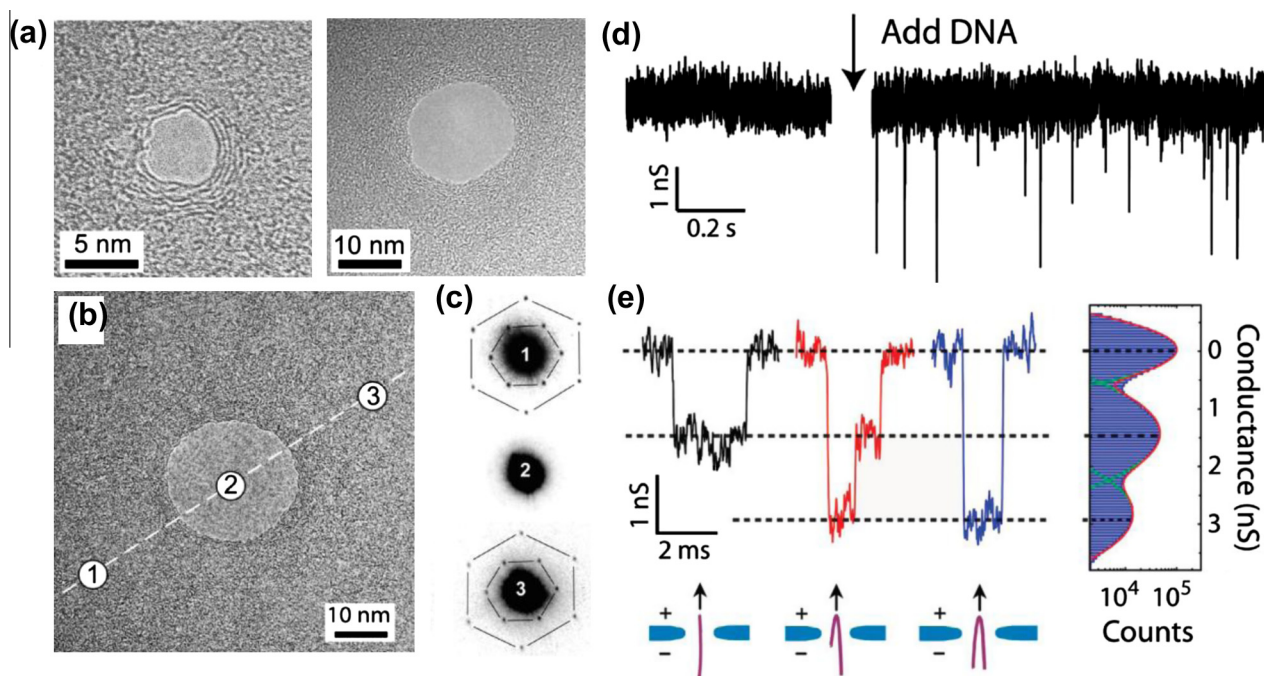 (a)
5 nm
10 nm
(b)
1
2
3
10 nm
(c)
1
2
3
(d)
Add DNA
1 nS
0.2 s
(e)
1 nS
2 ms
+
−
+
−
+
−
0
1
2
3
Conductance (nS)
10⁴ 10⁵
Counts